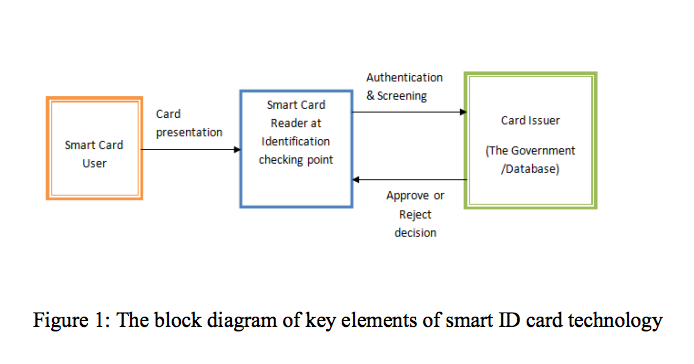 Smart Card
User
Card
presentation
Smart Card
Reader at
Identification
checking point
Authentication
& Screening
Approve or
Reject
decision
Card Issuer
(The Government
/Database)
Figure 1: The block diagram of key elements of smart ID card technology